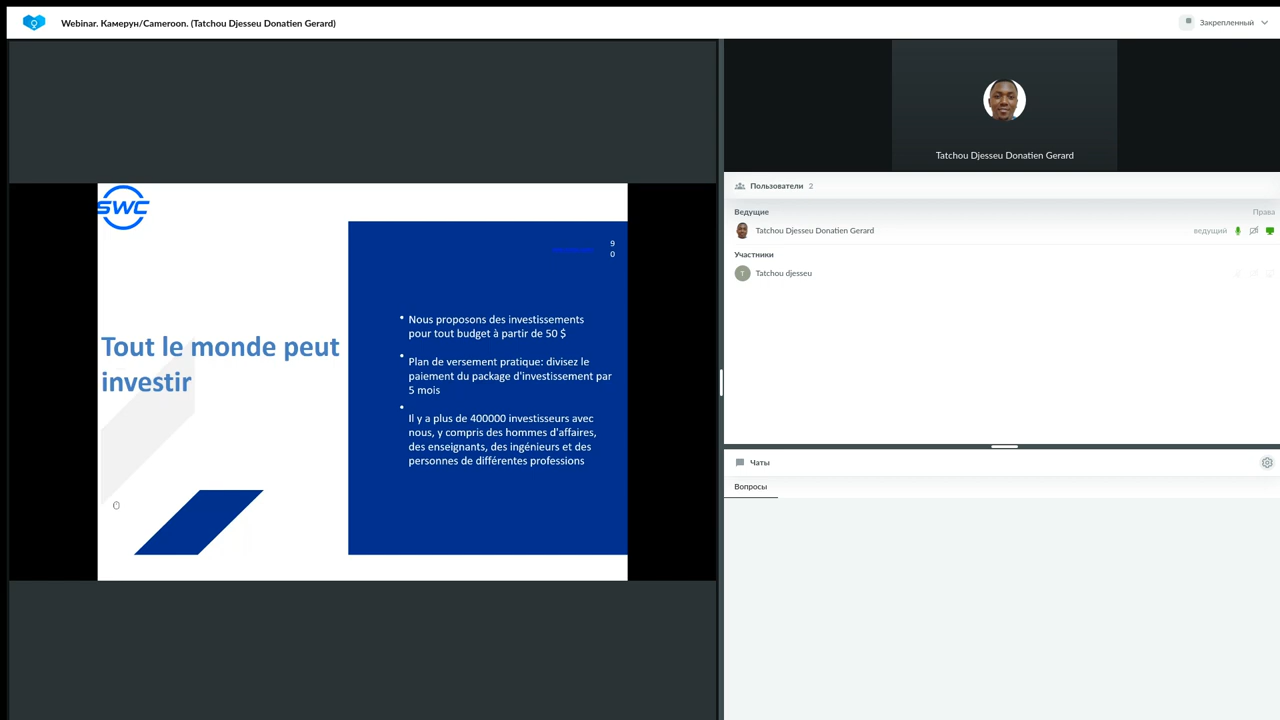 Webinar. Камерун/Cameroon. (Tatchou Djesseu Donatien Gerard)
Закрепленный
SWC
9
0
Tout le monde peut
investir
• Nous proposons des investissements
pour tout budget à partir de 50 $
• Plan de versement pratique: divisez le
paiement du package d'investissement par
5 mois
•
Il y a plus de 400000 investisseurs avec
nous, y compris des hommes d'affaires,
des enseignants, des ingénieurs et des
personnes de différentes professions
Tatchou Djesseu Donatien Gerard
Пользователи 2
Ведущие Права
Tatchou Djesseu Donatien Gerard ведущий
Участники
T Tatchou djesseu
Чаты
Вопросы